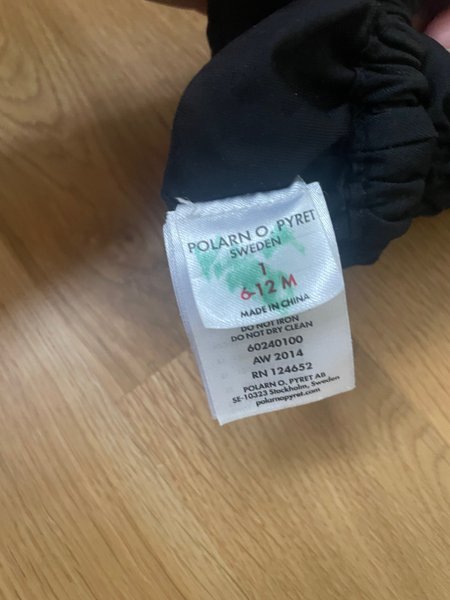 POLARN O. PYRET
SWEDEN
1
6-12 M
MADE IN CHINA
DO NOT IRON
DO NOT DRY CLEAN
60240100
AW 2014
RN 124652
POLARN O. PYRET AB
SE-10323 Stockholm, Sweden
polarnopyret.com